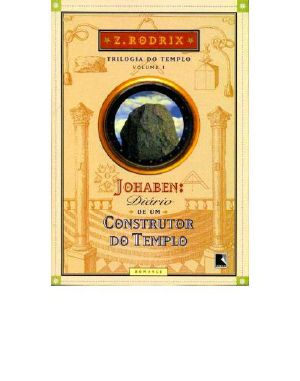 Z. RODRIX
TRILOGIA DO TEMPLO
VOLUME I
JOHABEN:
Diário
DE UM
CONSTRUTOR
DO TEMPLO
ROMANCE